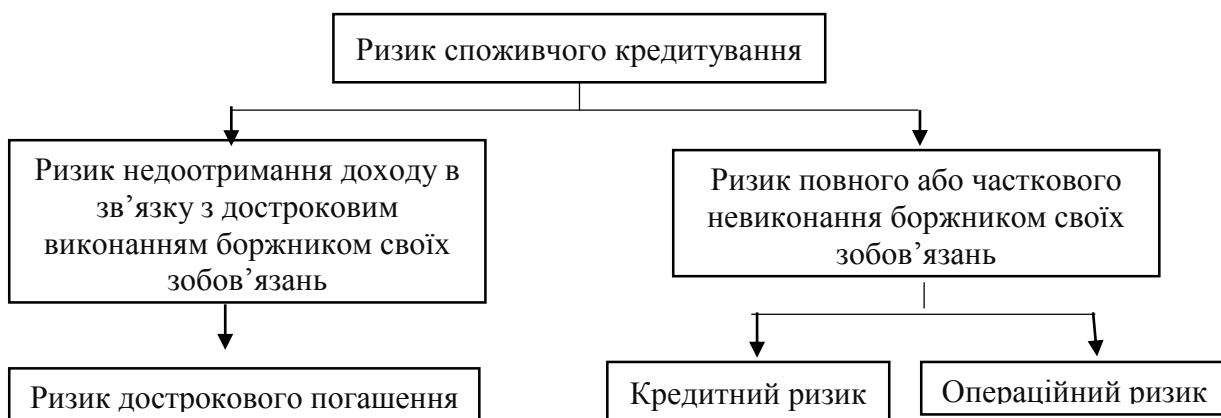 Ризик споживчого кредитування
Ризик недоотримання доходу в
зв’язку з достроковим
виконанням боржником своїх
зобов’язань
Ризик повного або часткового
невиконання боржником своїх
зобов’язань
Ризик дострокового погашення
Кредитний ризик
Операційний ризик